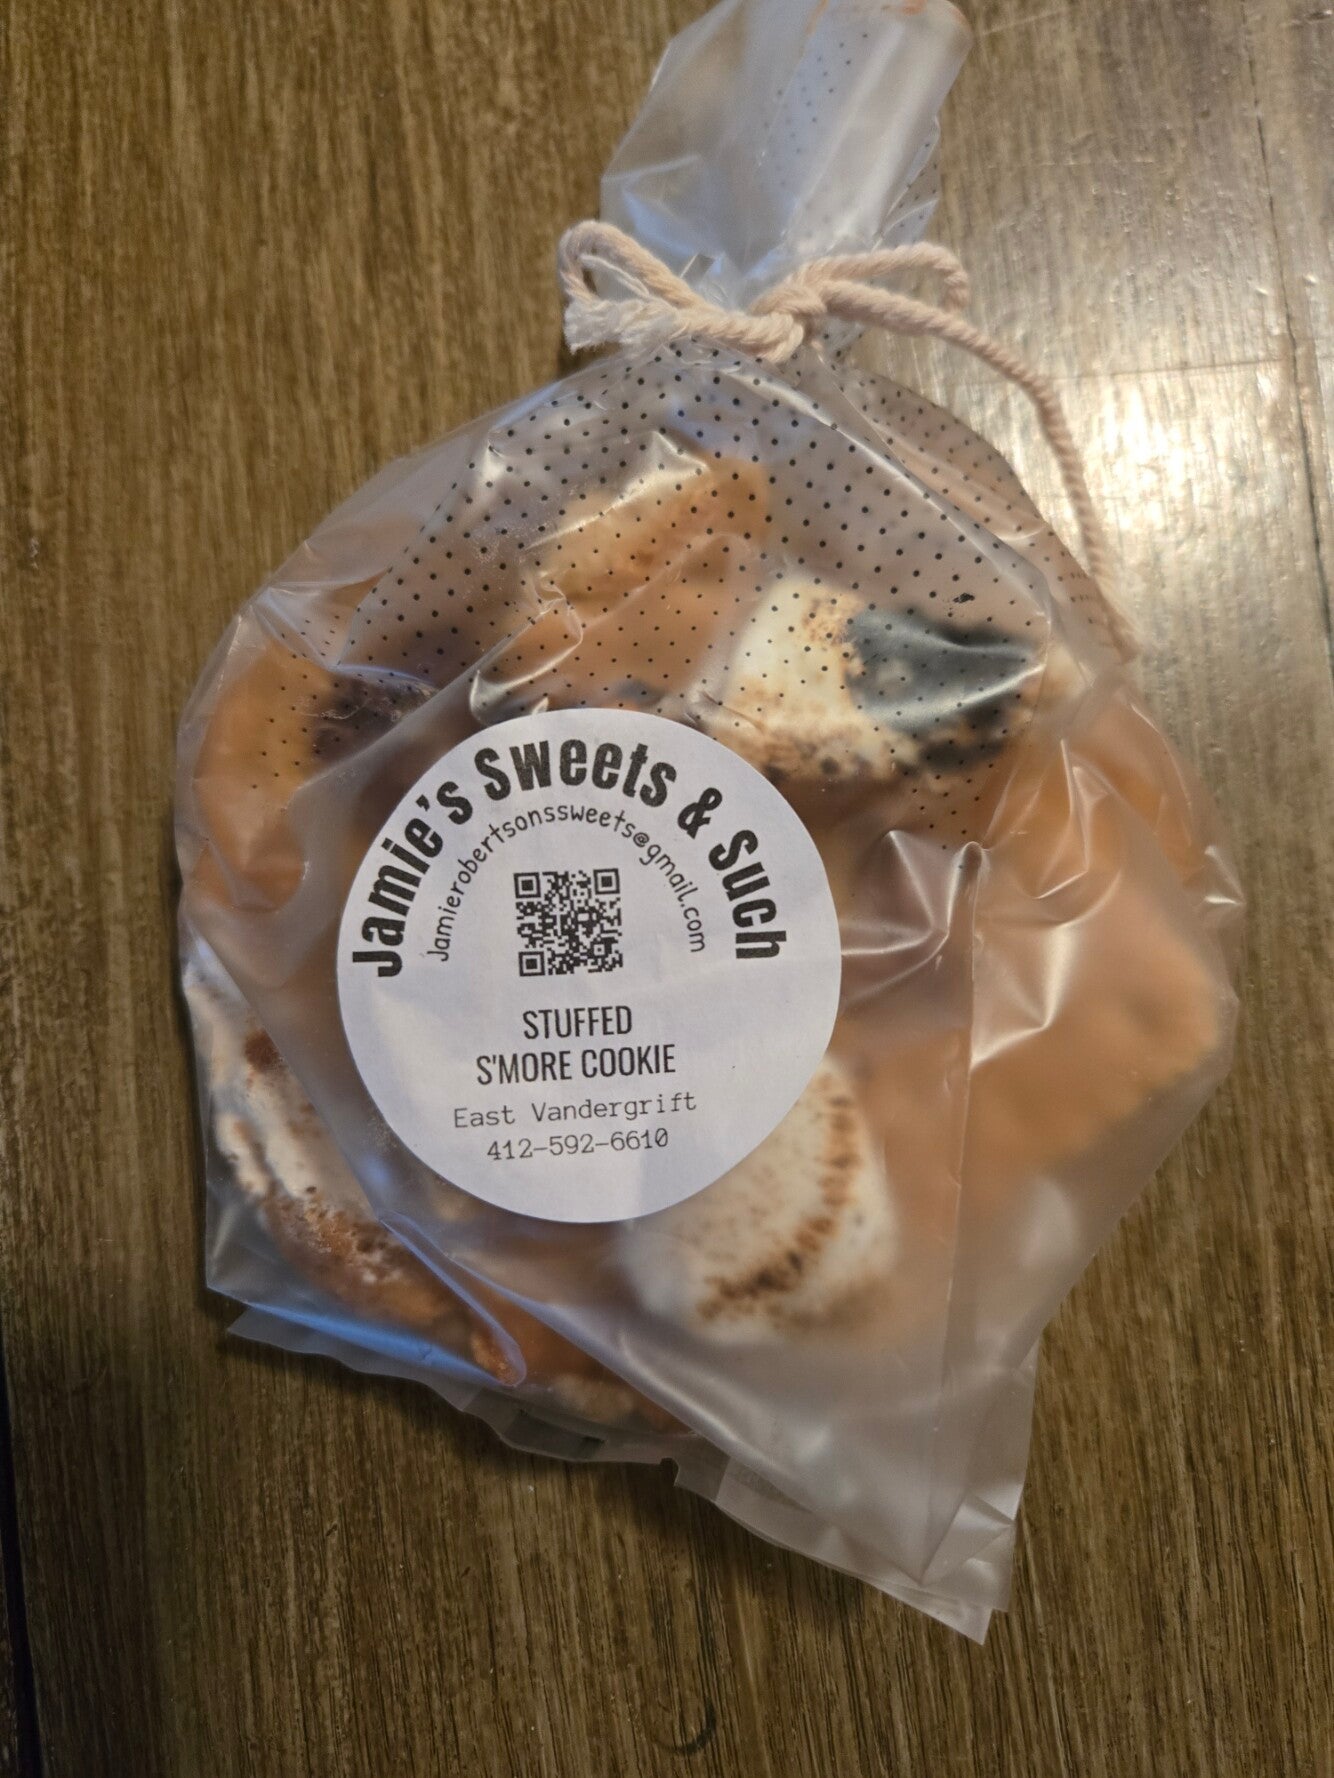 Jamie's Sweets & Such
Jamierobertsonssweets@gmail.com
STUFFED
S'MORE COOKIE
East Vandergrift
412-592-6610